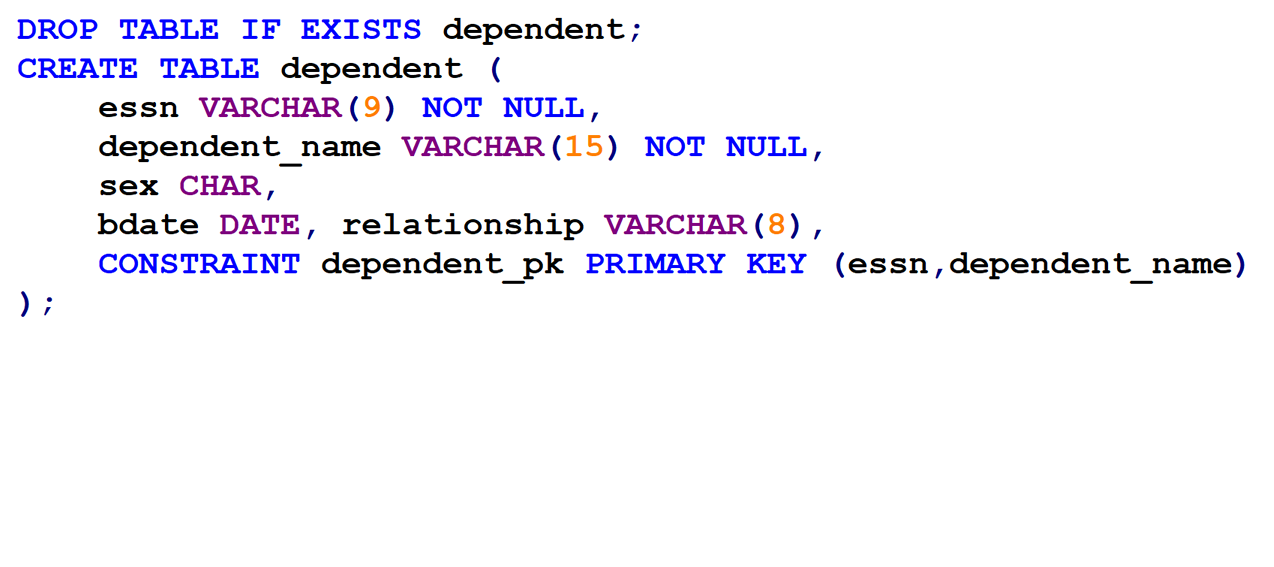 DROP TABLE IF EXISTS dependent;
CREATE TABLE dependent (
    essn VARCHAR(9) NOT NULL,
    dependent_name VARCHAR(15) NOT NULL,
    sex CHAR,
    bdate DATE, relationship VARCHAR(8),
    CONSTRAINT dependent_pk PRIMARY KEY (essn,dependent_name)
);